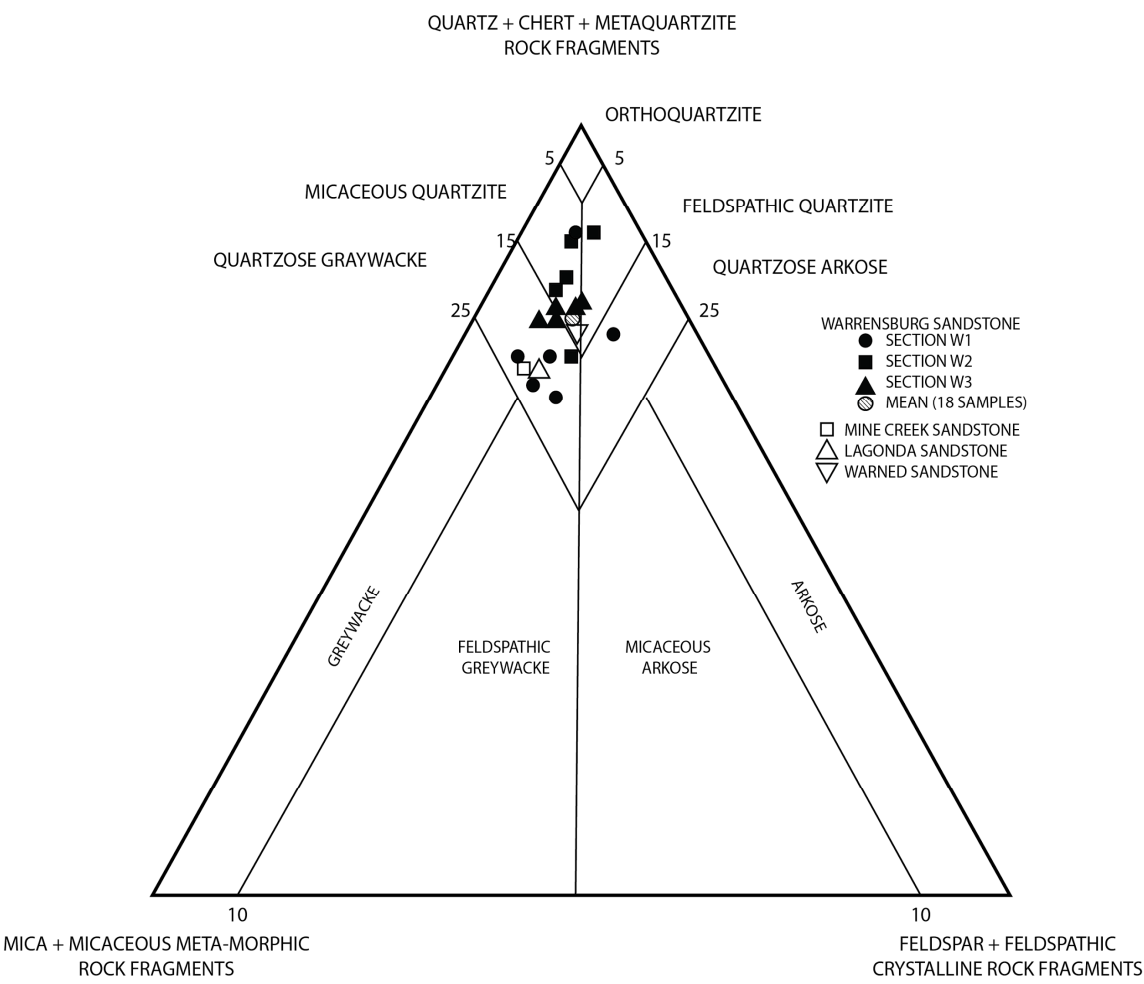 QUARTZ + CHERT + METAQUARTZITE
ROCK FRAGMENTS
ORTHOQUARTZITE
5
5
MICACEOUS QUARTZITE
FELDSPATHIC QUARTZITE
15
15
QUARTZOSE GRAYWACKE
QUARTZOSE ARKOSE
25
25
WARRENSBURG SANDSTONE
SECTION W1
SECTION W2
SECTION W3
MEAN (18 SAMPLES)
MINE CREEK SANDSTONE
LAGONDA SANDSTONE
WARNED SANDSTONE
GREYWACKE
FELDSPATHIC
GREYWACKE
MICACEOUS
ARKOSE
ARKOSE
10
10
MICA + MICACEOUS META-MORPHIC
ROCK FRAGMENTS
FELDSPAR + FELDSPATHIC
CRYSTALLINE ROCK FRAGMENTS